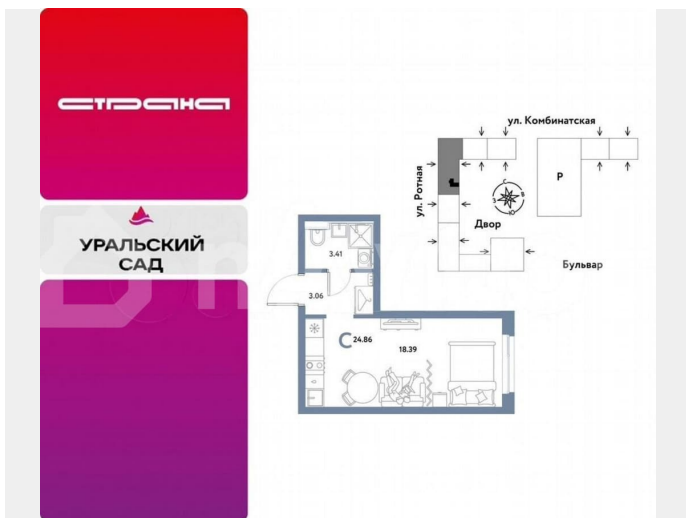 СТРАНА
УРАЛЬСКИЙ
САД
3.41
3.06
С
24.86
18.39
ул. Комбинатская
ул. Ротная
Р
С
В
З
Ю
Двор
Бульвар